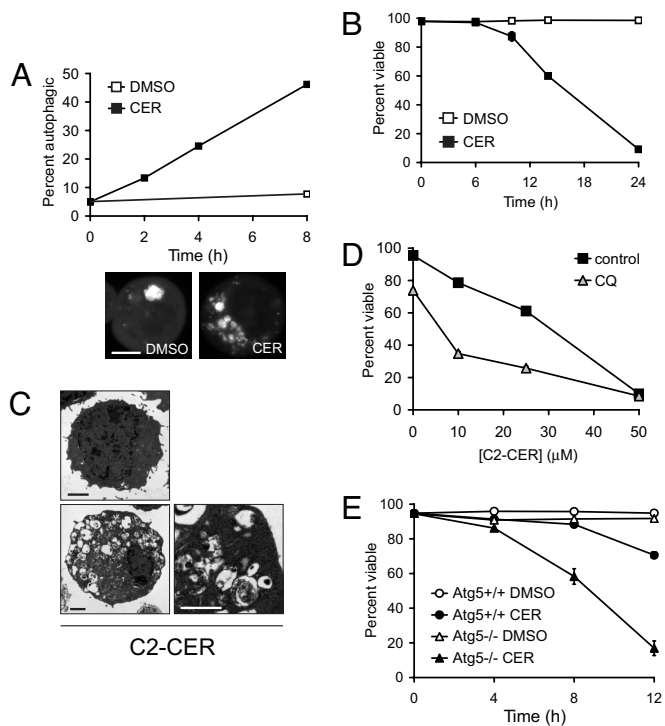 A
50
40
30
20
10
0
Percent autophagic
DMSO
CER
0 2 4 6 8
Time (h)
DMSO
CER
B
100
80
60
40
20
0
Percent viable
DMSO
CER
0 6 12 18 24
Time (h)
C
C2-CER
D
100
80
60
40
20
0
Percent viable
control
CQ
0 10 20 30 40 50
[C2-CER] (μM)
E
100
80
60
40
20
0
Percent viable
Atg5+/+ DMSO
Atg5+/+ CER
Atg5-/- DMSO
Atg5-/- CER
0 4 8 12
Time (h)